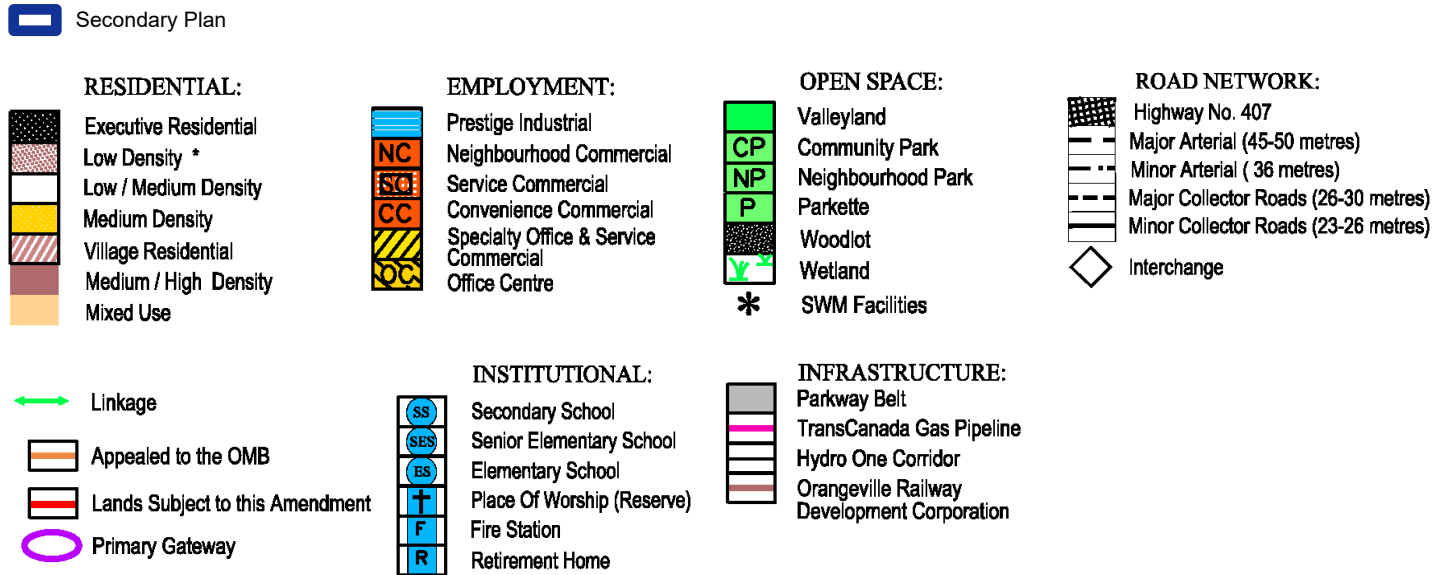 Secondary Plan
RESIDENTIAL:
Executive Residential
Low Density *
Low / Medium Density
Medium Density
Village Residential
Medium / High Density
Mixed Use
EMPLOYMENT:
Prestige Industrial
NC Neighbourhood Commercial
SC Service Commercial
CC Convenience Commercial
Specialty Office & Service
Commercial
OC Office Centre
OPEN SPACE:
Valleyland
CP Community Park
NP Neighbourhood Park
P Parkette
Woodlot
Wetland
* SWM Facilities
ROAD NETWORK:
Highway No. 407
Major Arterial (45-50 metres)
Minor Arterial ( 36 metres)
Major Collector Roads (26-30 metres)
Minor Collector Roads (23-26 metres)
Interchange
Linkage
Appealed to the OMB
Lands Subject to this Amendment
Primary Gateway
INSTITUTIONAL:
SS Secondary School
SES Senior Elementary School
ES Elementary School
Place Of Worship (Reserve)
F Fire Station
R Retirement Home
INFRASTRUCTURE:
Parkway Belt
TransCanada Gas Pipeline
Hydro One Corridor
Orangeville Railway
Development Corporation